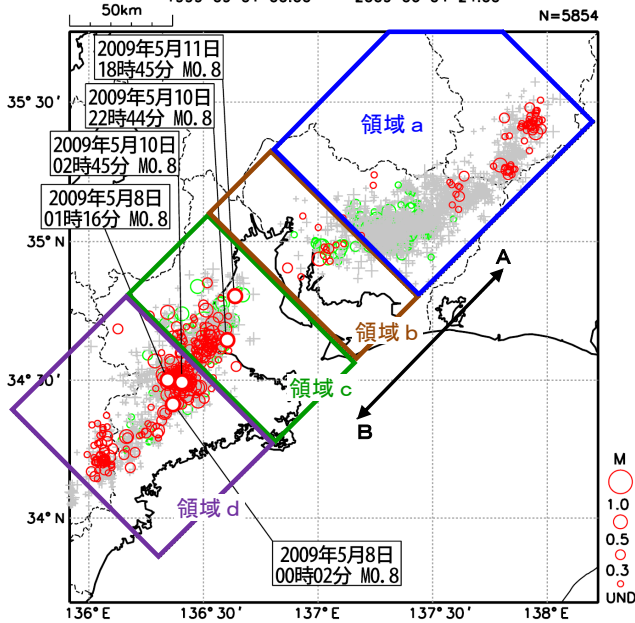 50km
N=5854
2009年5月11日
18時45分 M0.8
2009年5月10日
22時44分 M0.8
2009年5月10日
02時45分 M0.8
2009年5月8日
01時16分 M0.8
領域a
領域b
領域c
領域d
A
B
2009年5月8日
00時02分 M0.8
35°30′
35°N
34°30′
34°N
136°E
136.5°E
137°E
137.5°E
138°E
M
1.0
0.5
0.3
UND